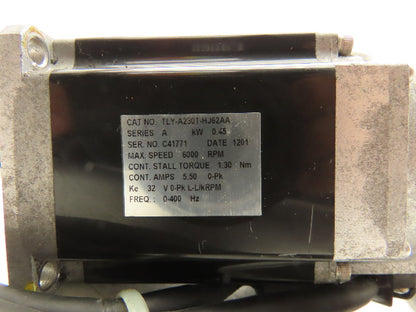 CAT NO. TLY-A230T-HJ62AA
SERIES A kW 0.45
SER. NO. C41771 DATE 1201
MAX. SPEED 6000 RPM
CONT. STALL TORQUE 1.30 Nm
CONT. AMPS 5.50 0-Pk
Ke 32 V 0-Pk L-L/kRPM
FREQ.: 0-400 Hz